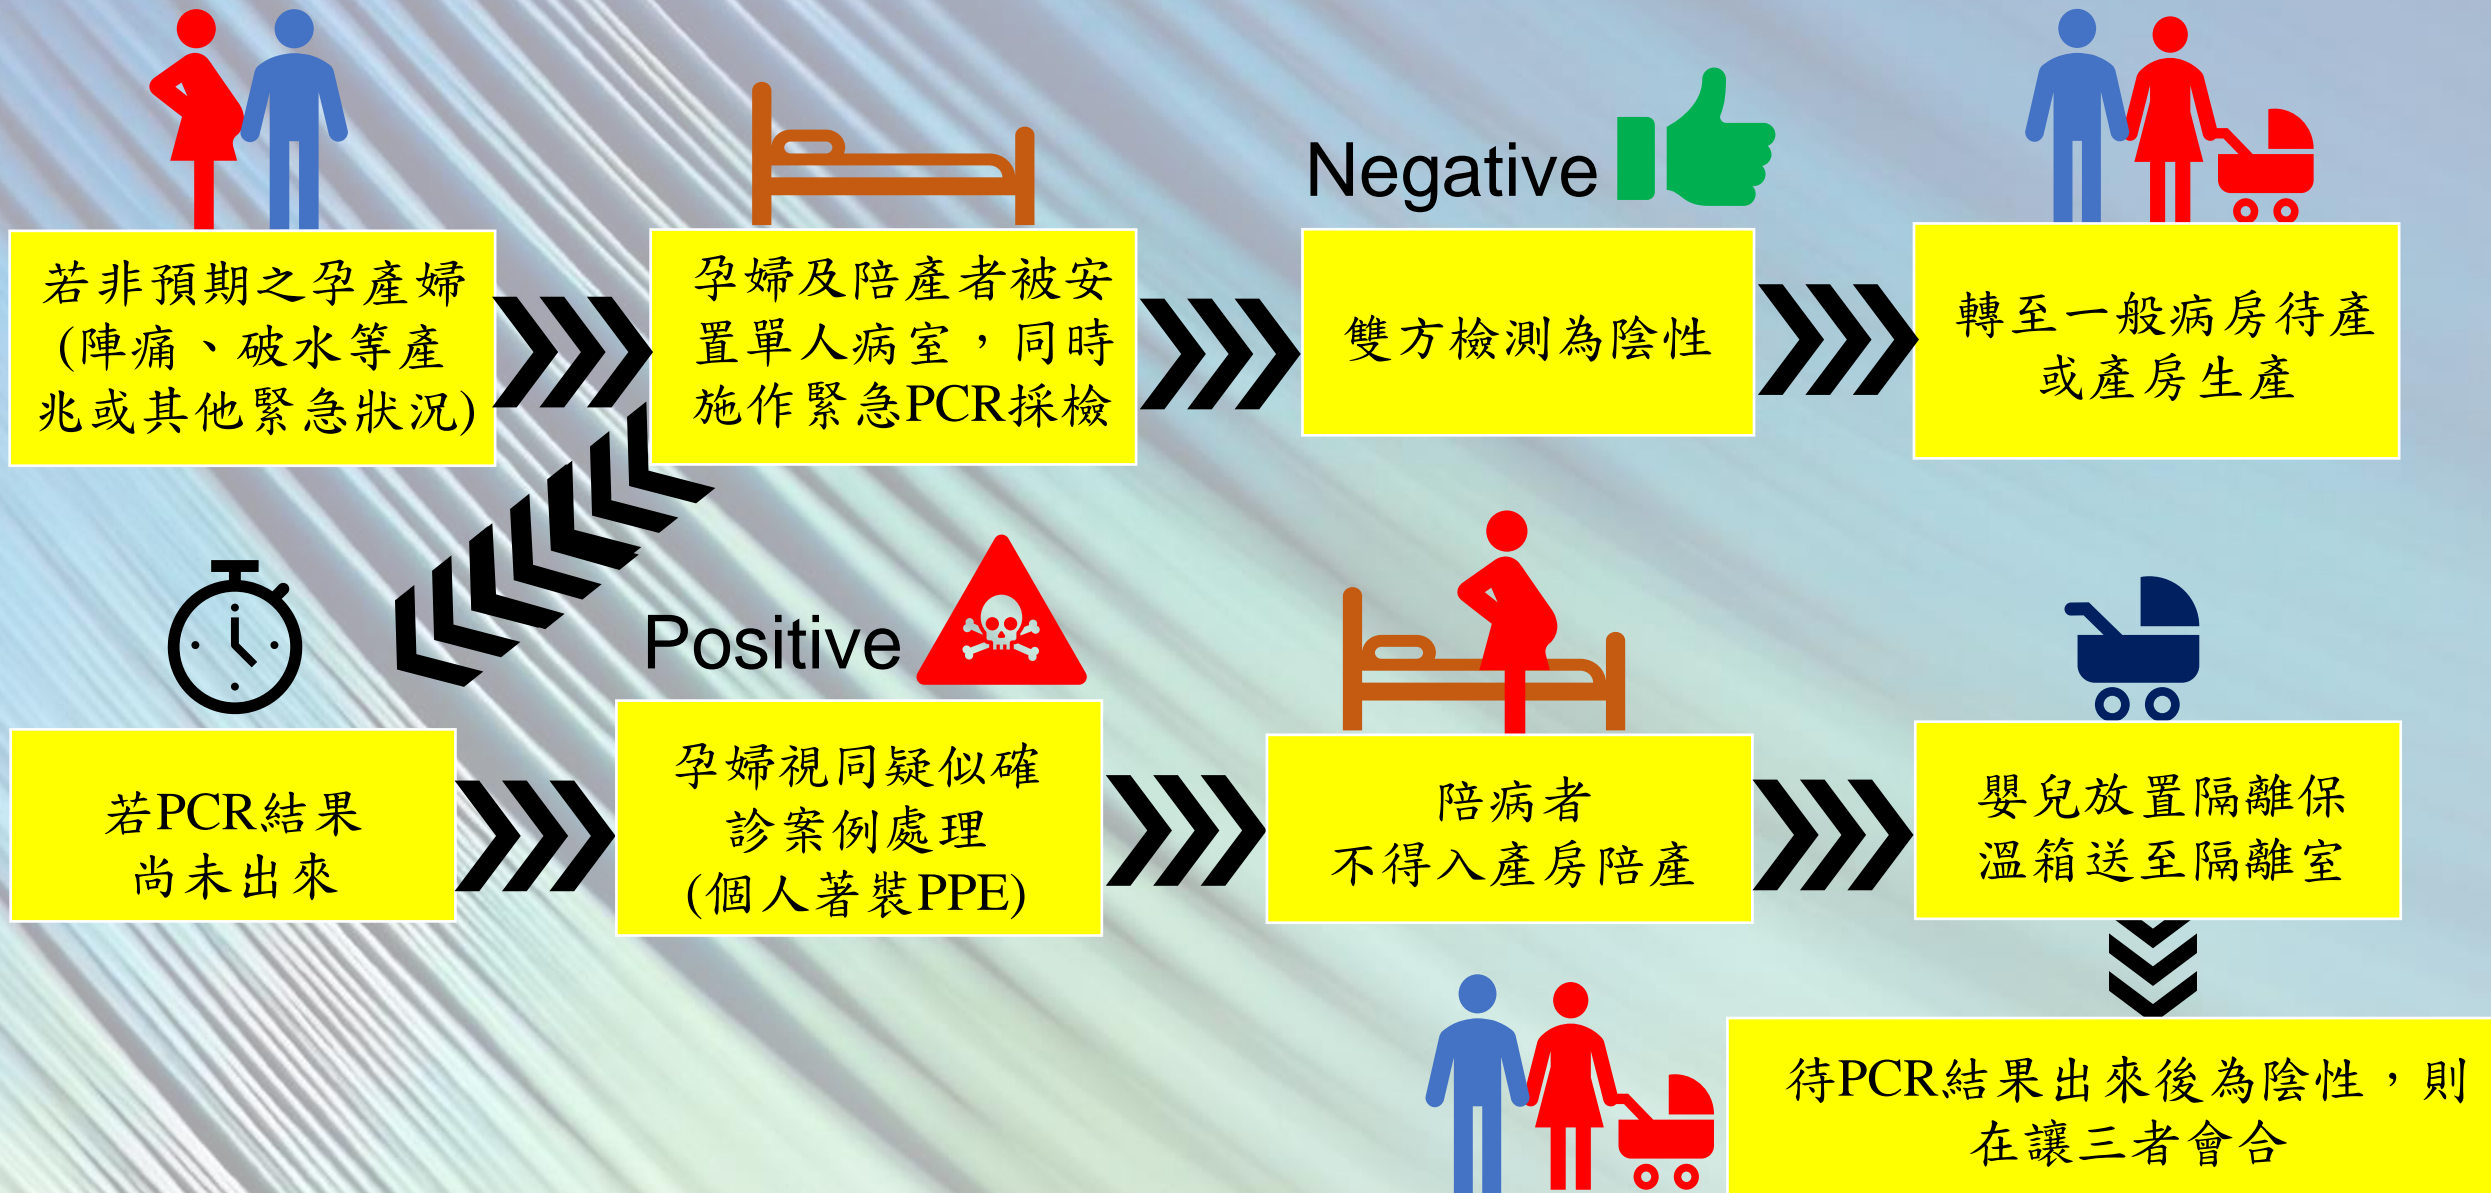 若非預期之孕產婦
(陣痛、破水等產
兆或其他緊急狀況)
孕婦及陪產者被安
置單人病室，同時
施作緊急PCR採檢
Negative
雙方檢測為陰性
轉至一般病房待產
或產房生產
若PCR結果
尚未出來
Positive
孕婦視同疑似確
診案例處理
(個人著裝PPE)
陪病者
不得入產房陪產
嬰兒放置隔離保
溫箱送至隔離室
待PCR結果出來後為陰性，則
在讓三者會合